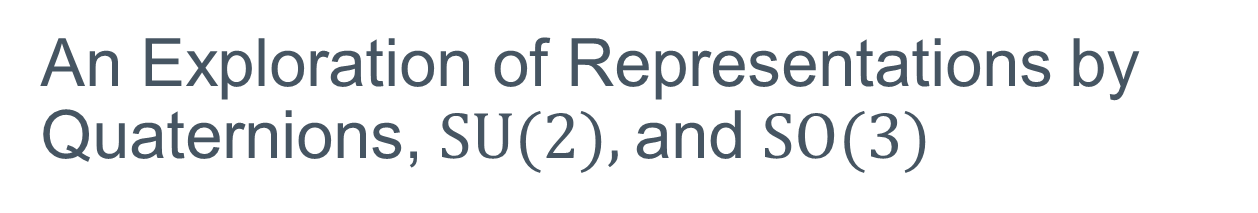 An Exploration of Representations by
Quaternions, SU(2), and SO(3)